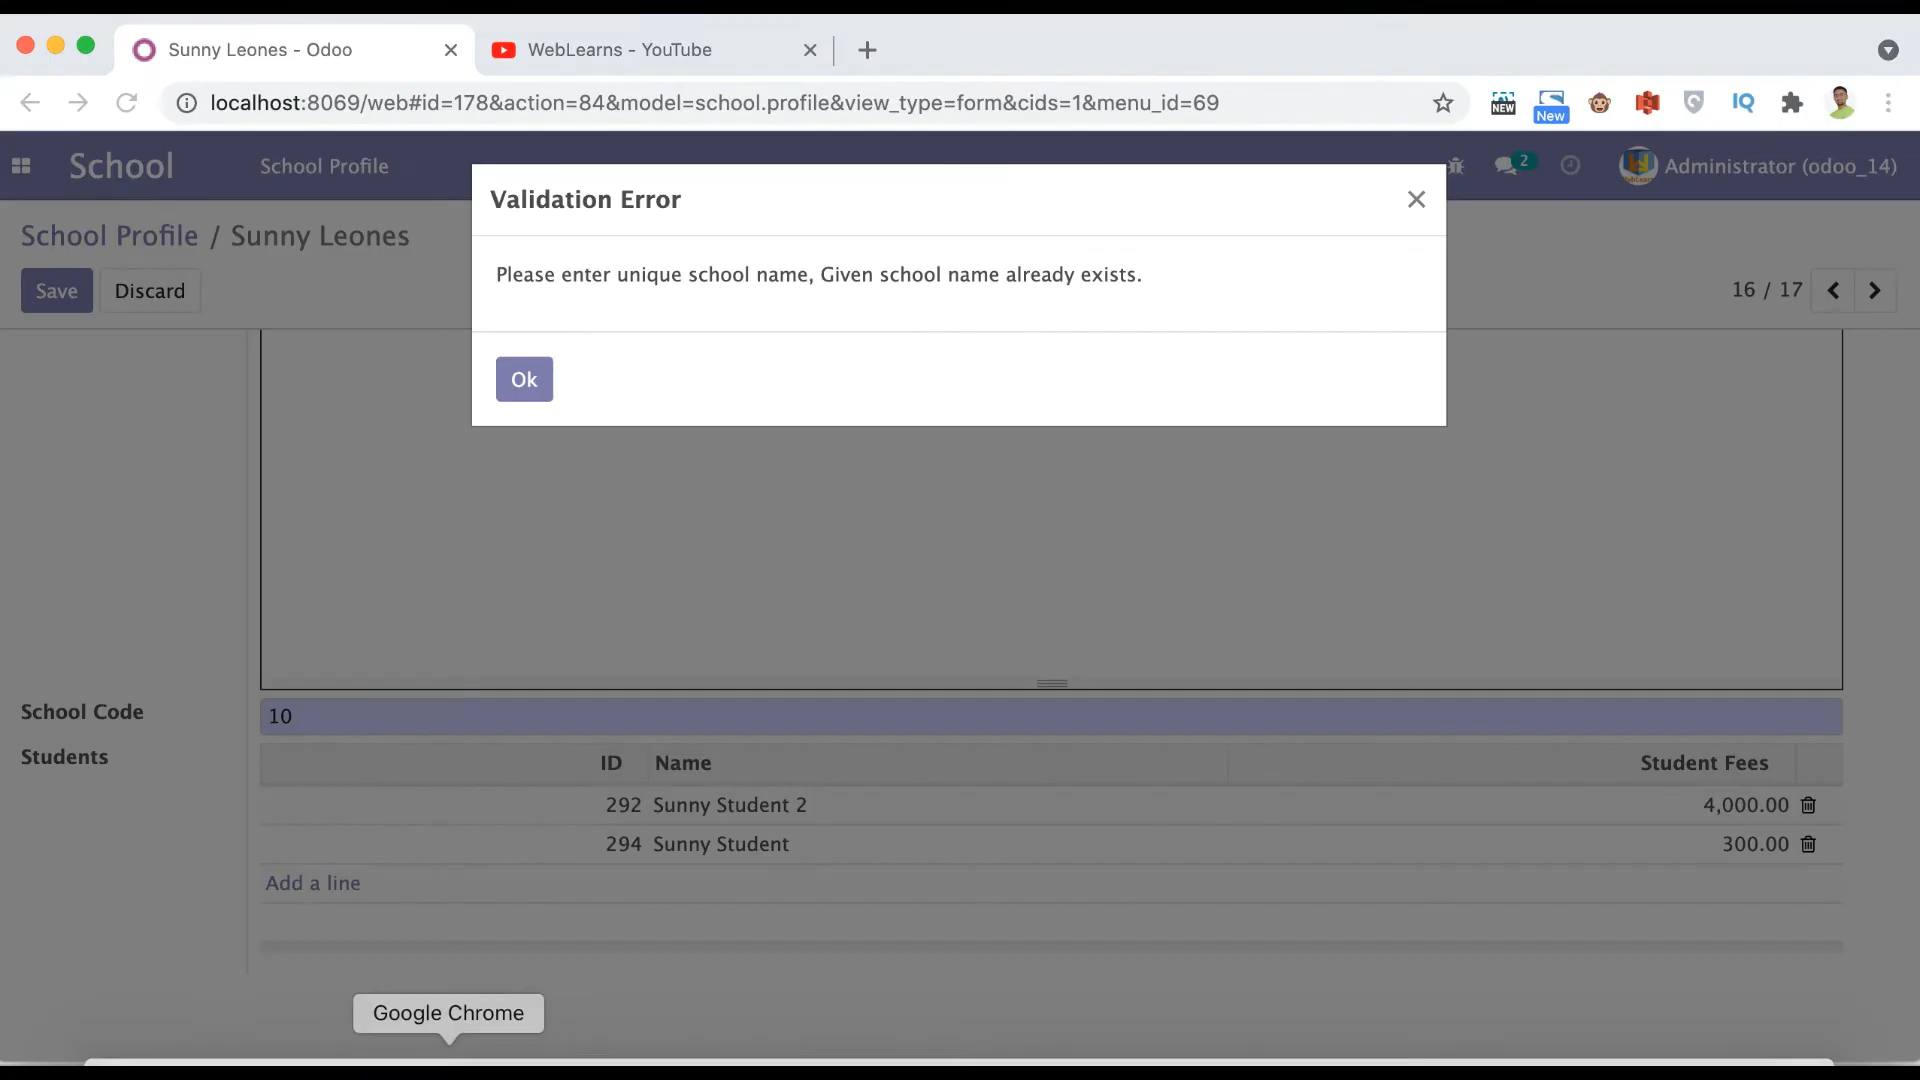 Sunny Leones - Odoo
WebLearns - YouTube
localhost:8069/web#id=178&action=84&model=school.profile&view_type=form&cids=1&menu_id=69
NEW
New
IQ
School
School Profile
2
Administrator (odoo_14)
Validation Error
School Profile / Sunny Leones
Please enter unique school name, Given school name already exists.
Save
Discard
16 / 17
Ok
School Code
10
Students
ID Name Student Fees
292 Sunny Student 2 4,000.00
294 Sunny Student 300.00
Add a line
Google Chrome